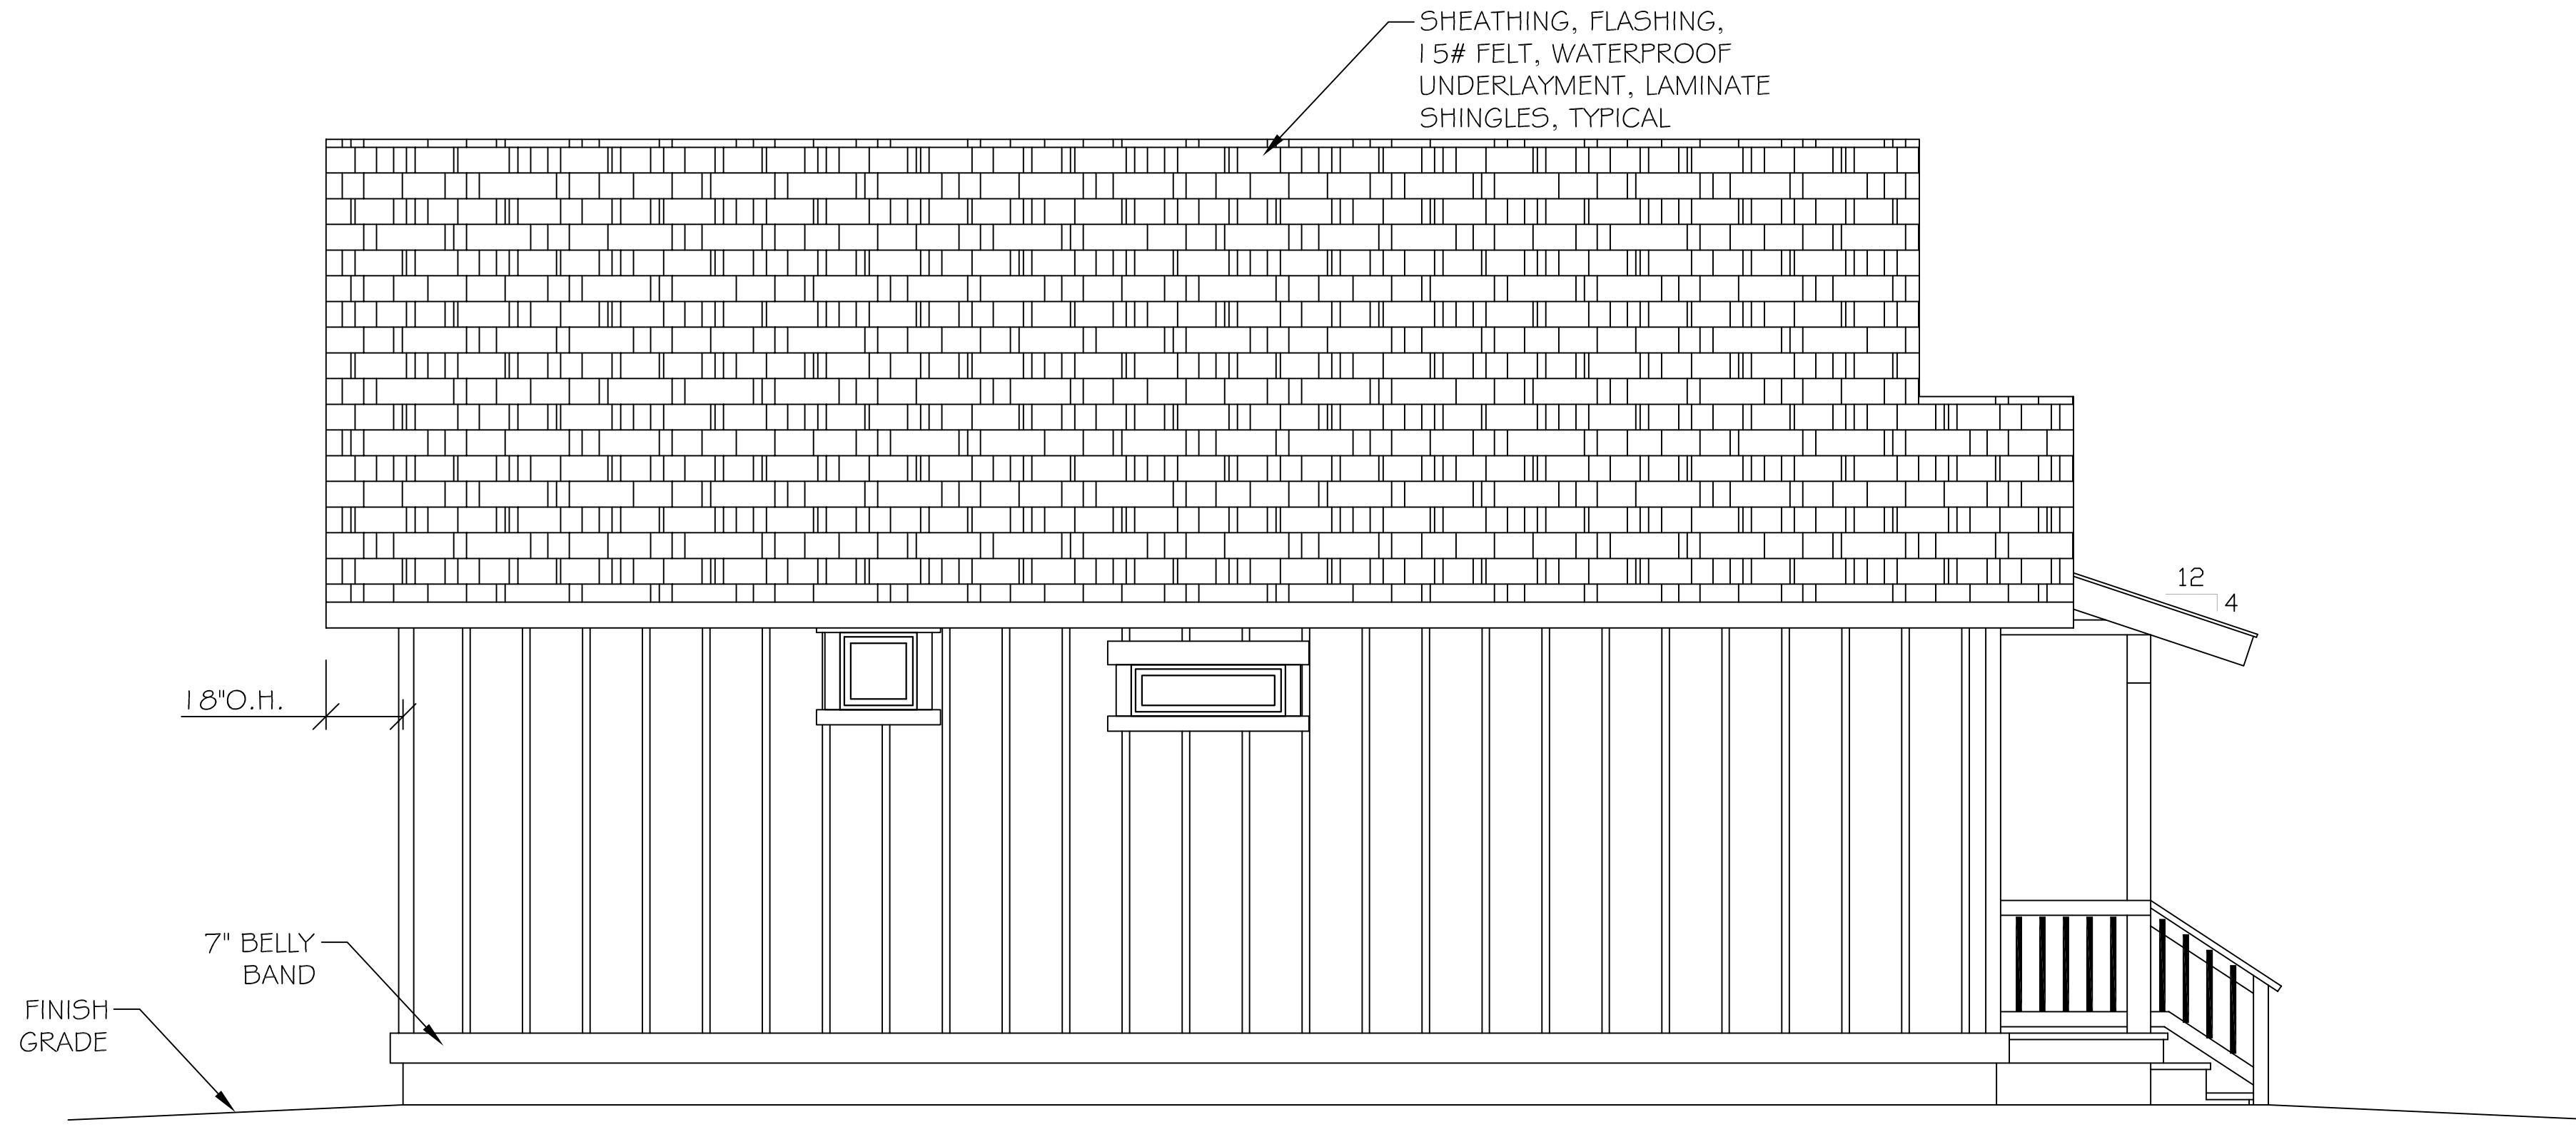 SHEATHING, FLASHING,
15# FELT, WATERPROOF
UNDERLAYMENT, LAMINATE
SHINGLES, TYPICAL
12
4
18"O.H.
7" BELLY
BAND
FINISH
GRADE